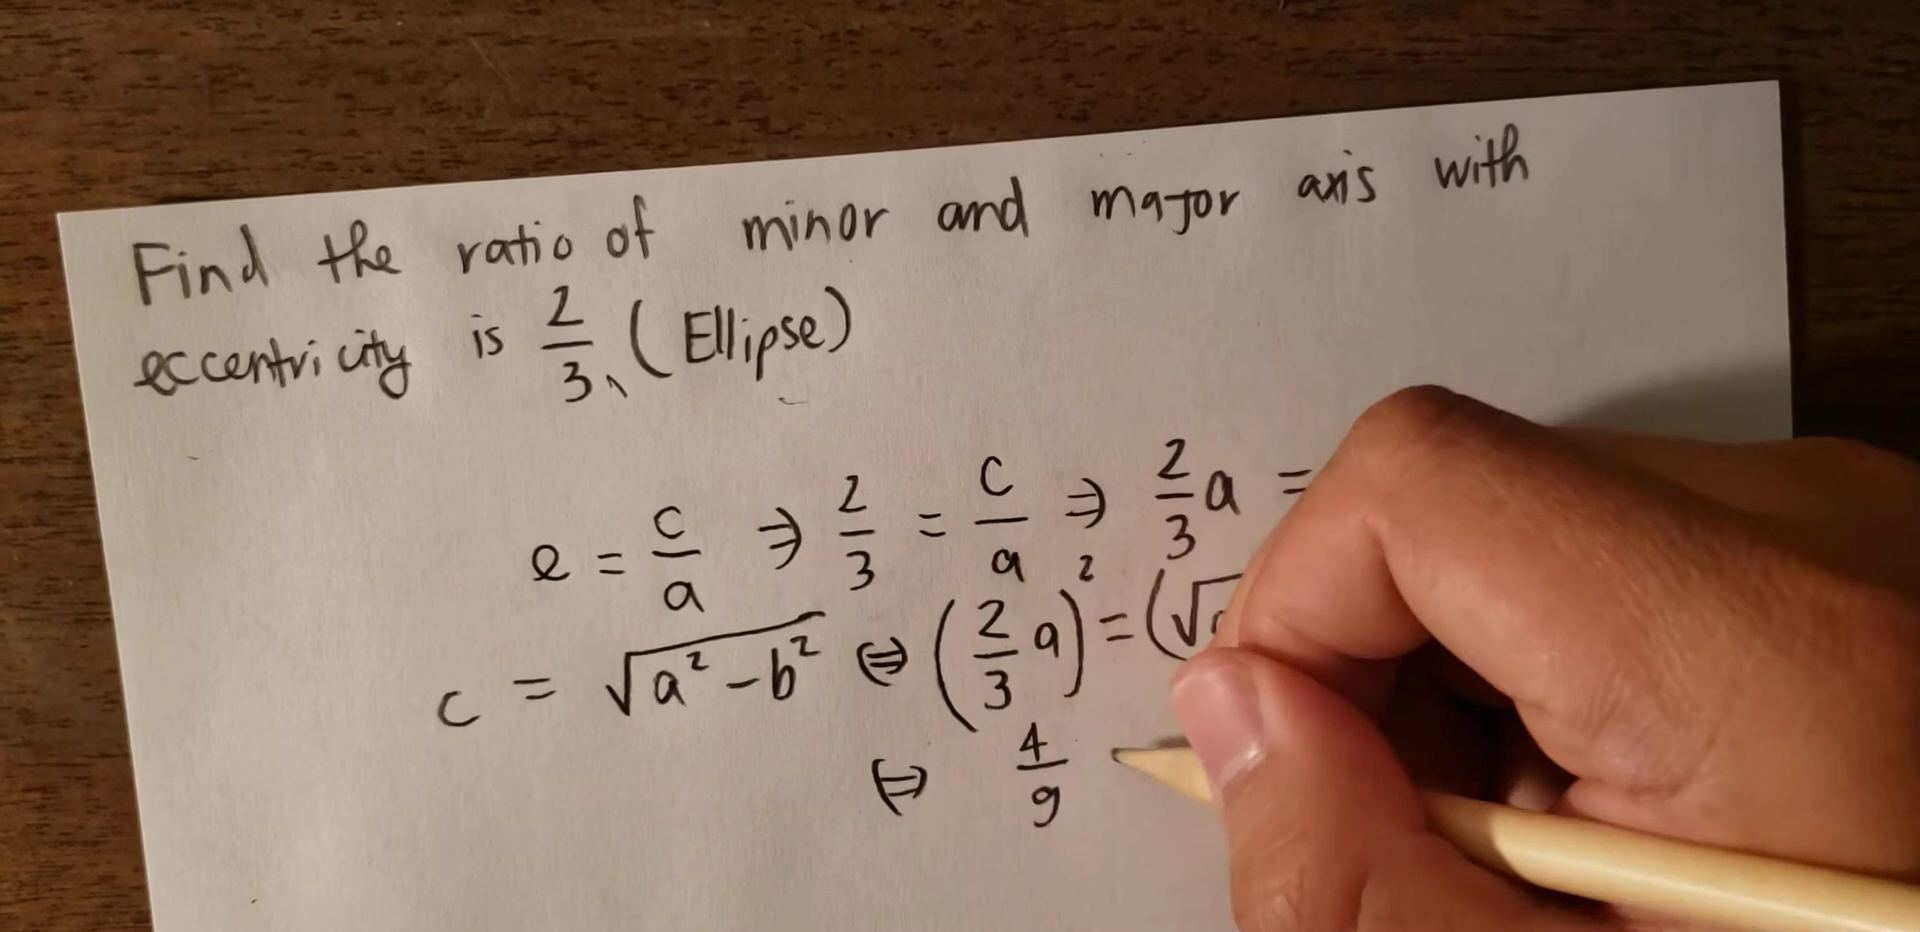 Find the ratio of minor and major axis with
eccentricity is 2/3. (Ellipse)
e = c/a ⇒ 2/3 = c/a ⇒ 2/3 a =
c = √(a² - b²) ⇔ (2/3 a)² = (√
⇔ 4/9